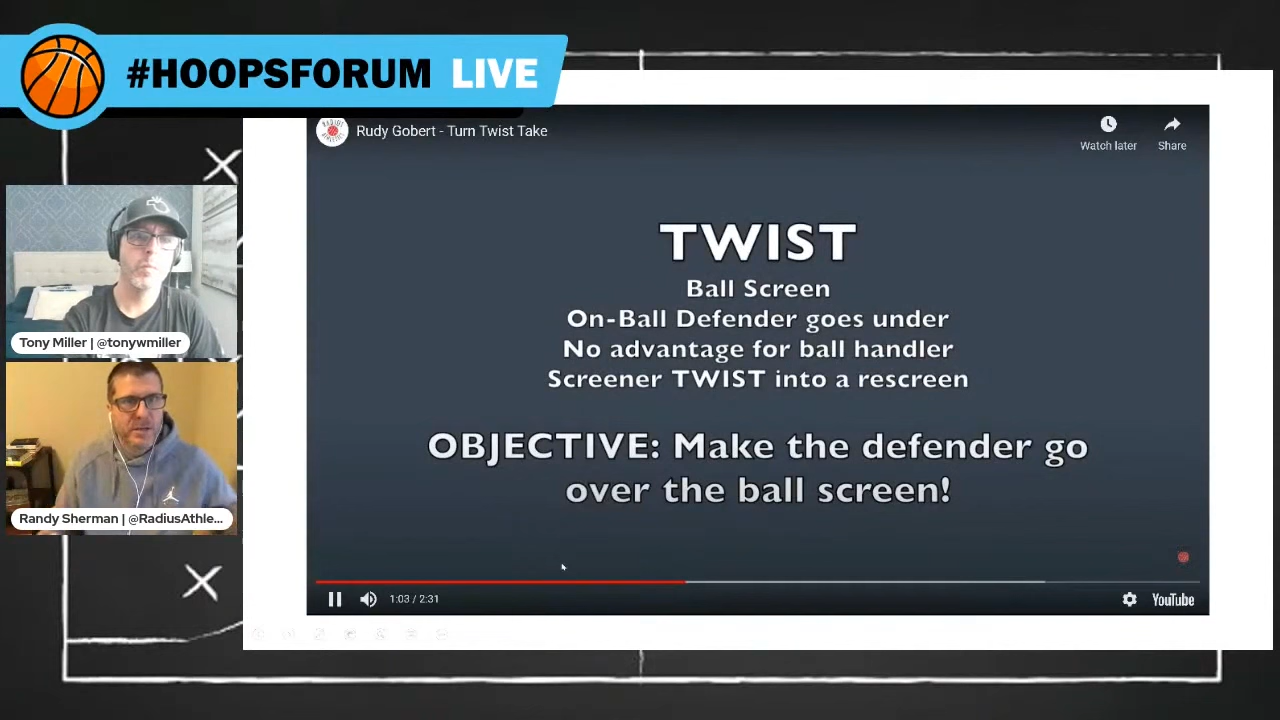 #HOOPSFORUM LIVE
Rudy Gobert - Turn Twist Take
Watch later
Share
TWIST
Ball Screen
On-Ball Defender goes under
No advantage for ball handler
Screener TWIST into a rescreen
OBJECTIVE: Make the defender go
over the ball screen!
Tony Miller | @tonywmiller
Randy Sherman | @RadiusAthle...
1:03 / 2:31
YouTube